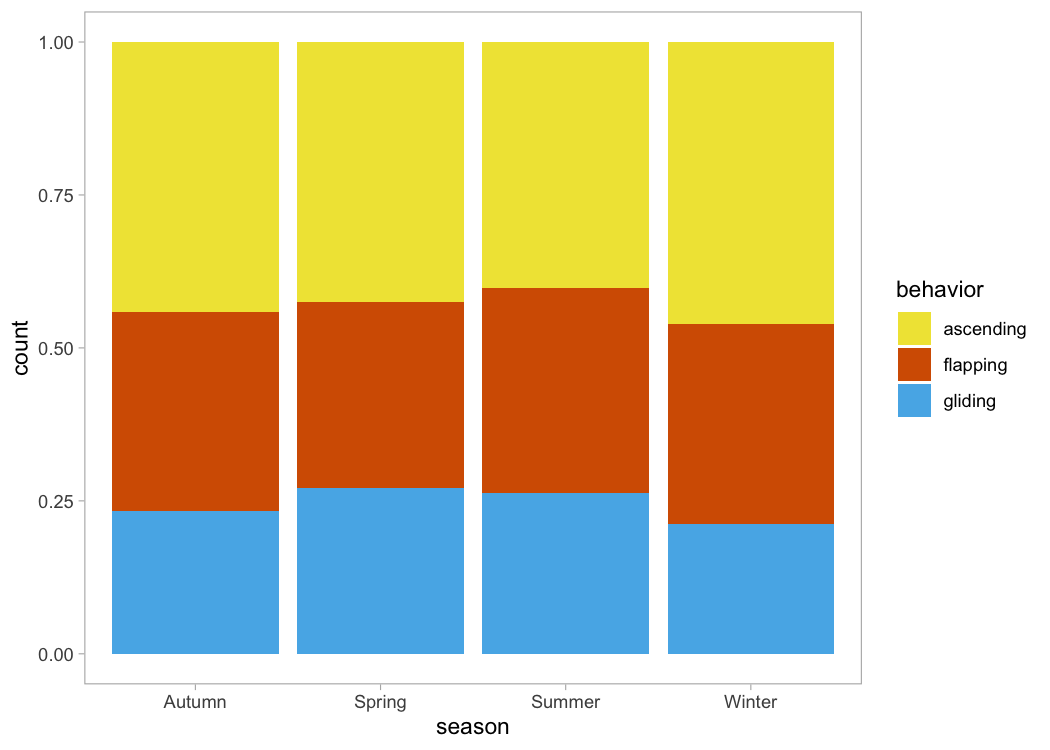 1.00
0.75
0.50
0.25
0.00
count
Autumn Spring Summer Winter
season
behavior
ascending
flapping
gliding